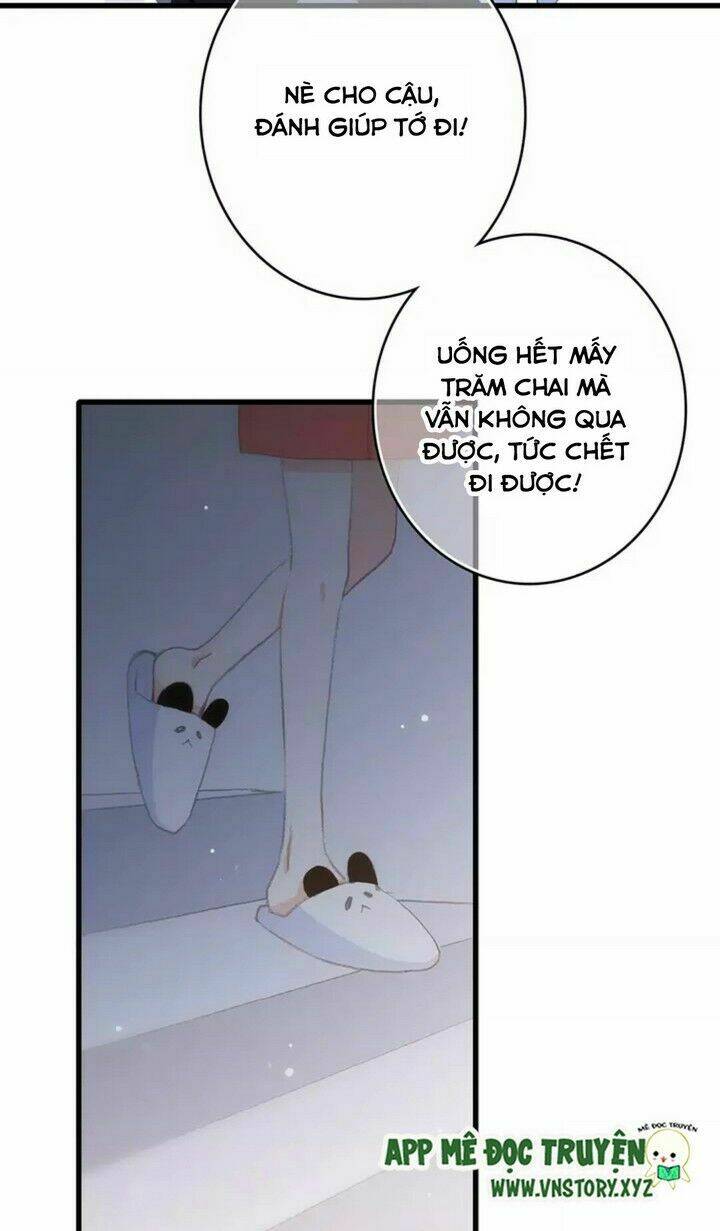 NÈ CHO CẬU,
ĐÁNH GIÚP TỚ ĐI!
UỐNG HẾT MẤY
TRĂM CHAI MÀ
VẪN KHÔNG QUA
ĐƯỢC, TỨC CHẾT
ĐI ĐƯỢC!
MÊ ĐỌC TRUYỆN
APP MÊ ĐỌC TRUYỆN
WWW.VNSTORY.XYZ